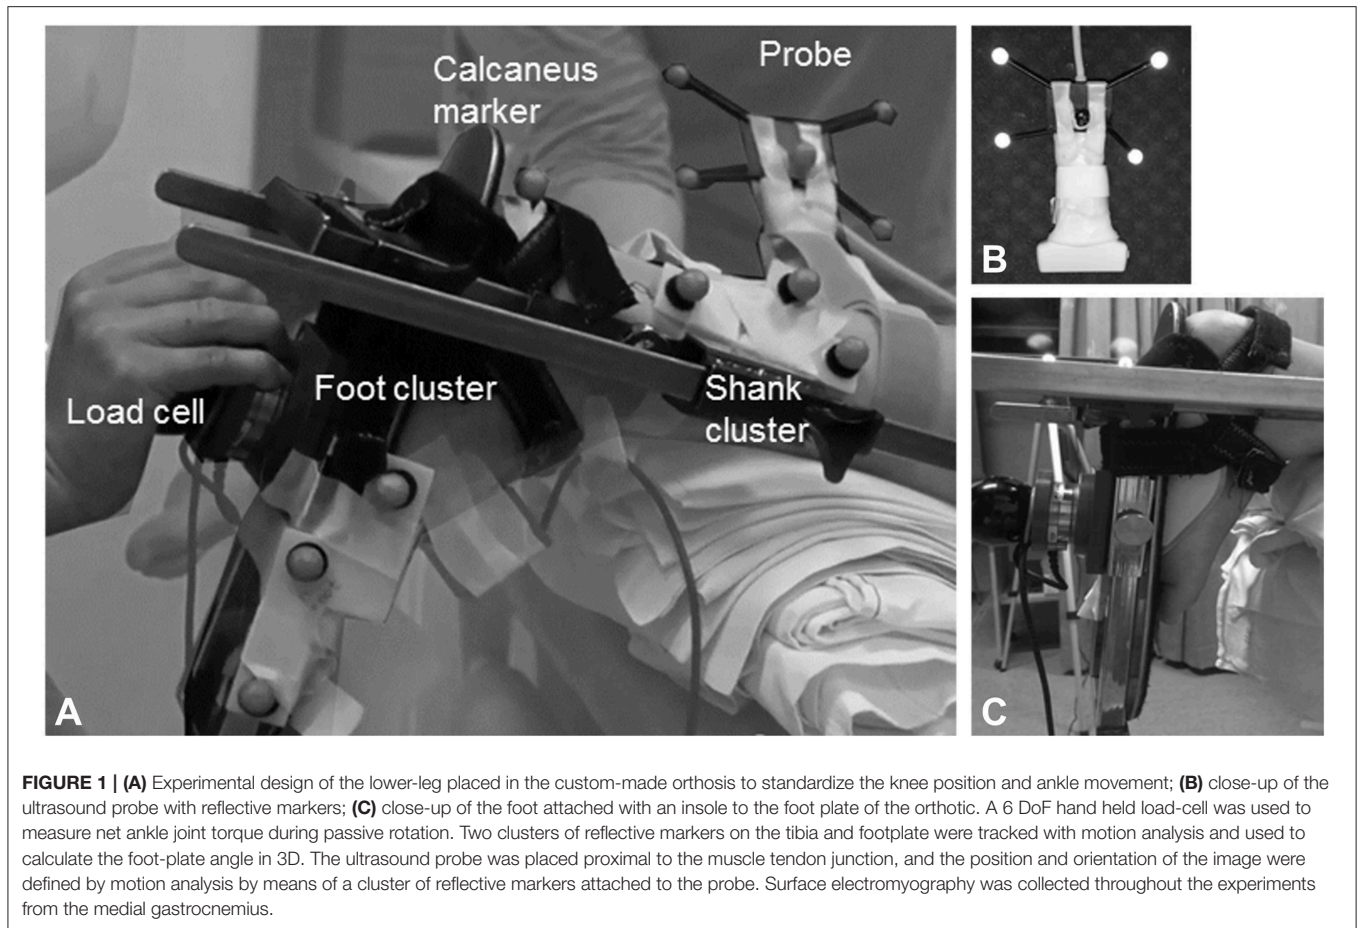 Calcaneus
marker
Probe
Load cell
Foot cluster
Shank
cluster
A
B
C
FIGURE 1 | (A) Experimental design of the lower-leg placed in the custom-made orthosis to standardize the knee position and ankle movement; (B) close-up of the
ultrasound probe with reflective markers; (C) close-up of the foot attached with an insole to the foot plate of the orthotic. A 6 DoF hand held load-cell was used to
measure net ankle joint torque during passive rotation. Two clusters of reflective markers on the tibia and footplate were tracked with motion analysis and used to
calculate the foot-plate angle in 3D. The ultrasound probe was placed proximal to the muscle tendon junction, and the position and orientation of the image were
defined by motion analysis by means of a cluster of reflective markers attached to the probe. Surface electromyography was collected throughout the experiments
from the medial gastrocnemius.